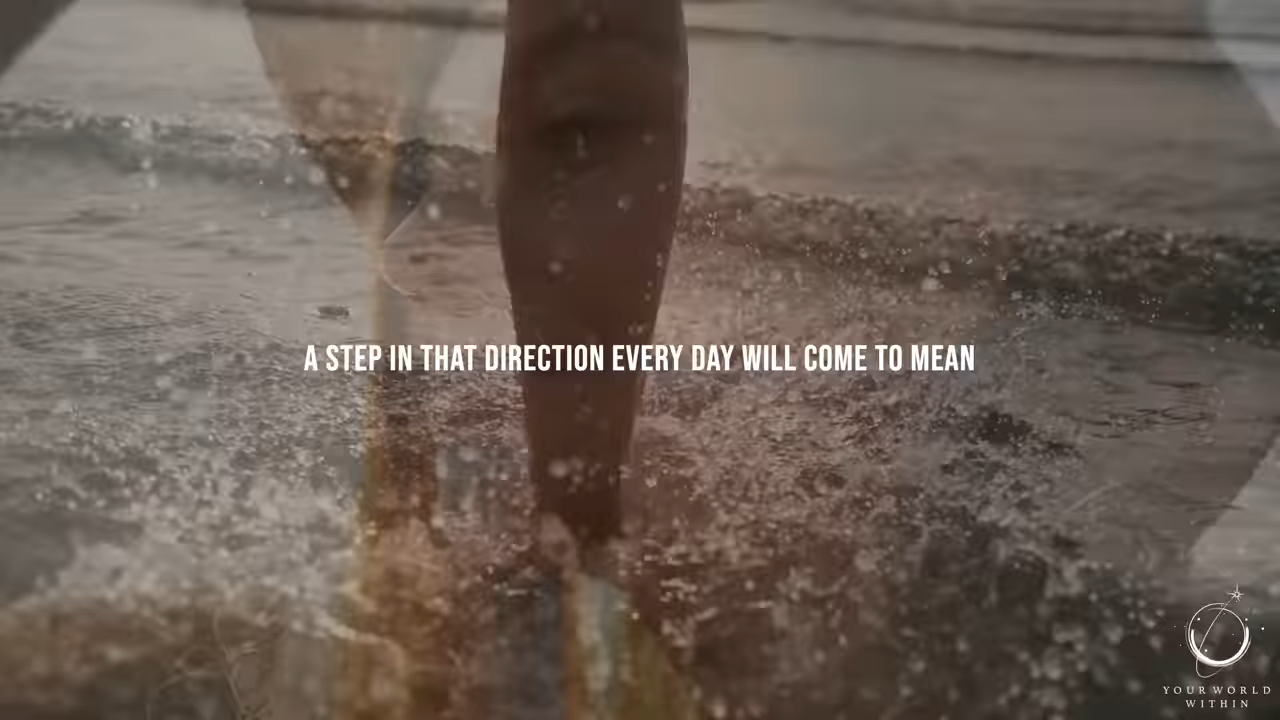 A STEP IN THAT DIRECTION EVERY DAY WILL COME TO MEAN
YOUR WORLD
WITHIN